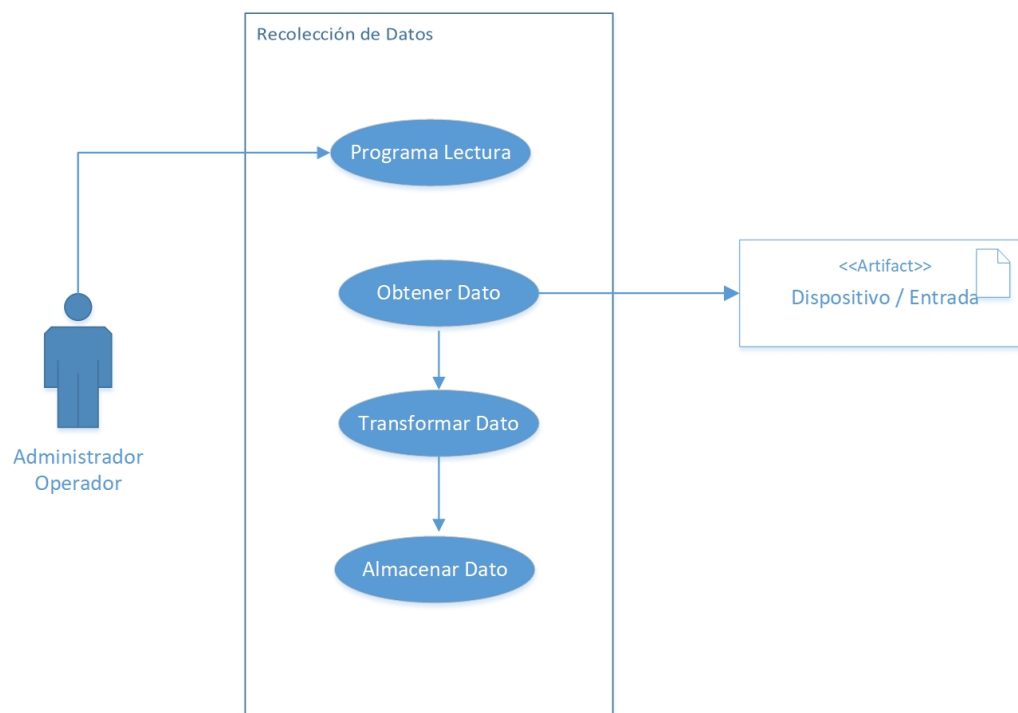 Recolección de Datos
Programa Lectura
Obtener Dato
<<Artifact>>
Dispositivo / Entrada
Transformar Dato
Administrador
Operador
Almacenar Dato